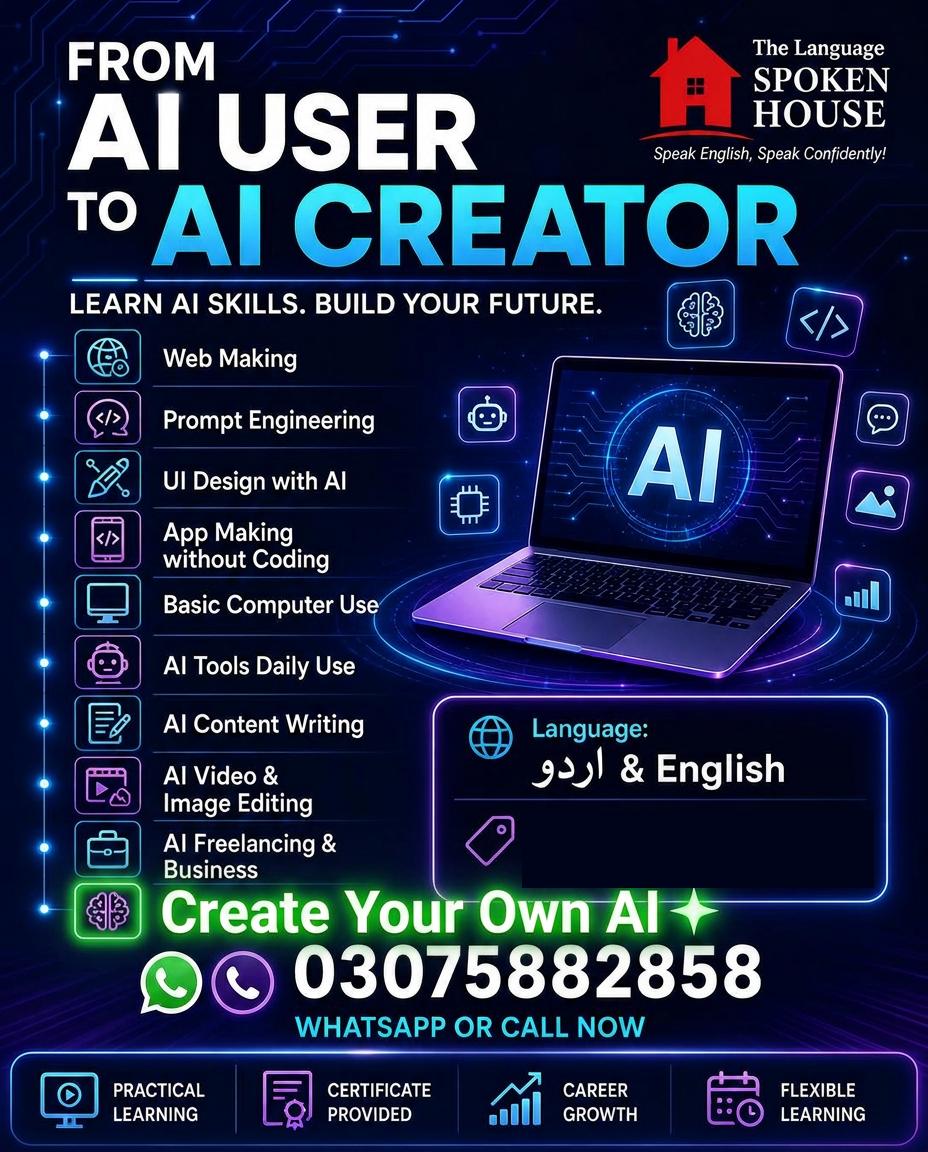 FROM
AI USER
TO AI CREATOR
LEARN AI SKILLS. BUILD YOUR FUTURE.
The Language
SPOKEN
HOUSE
Speak English, Speak Confidently!
Web Making
Prompt Engineering
UI Design with AI
App Making
without Coding
Basic Computer Use
AI Tools Daily Use
AI Content Writing
AI Video &
Image Editing
AI Freelancing &
Business
Create Your Own AI
AI
Language:
اردو & English
03075882858
WHATSAPP OR CALL NOW
PRACTICAL
LEARNING
CERTIFICATE
PROVIDED
CAREER
GROWTH
FLEXIBLE
LEARNING